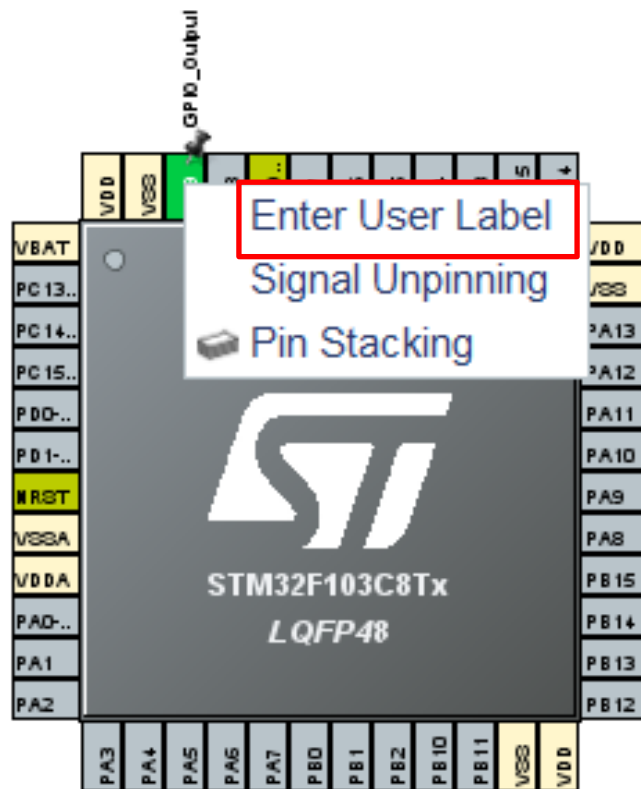 GPIO_Output
VDD
VSS
Enter User Label
Signal Unpinning
Pin Stacking
VBAT
PC13..
PC14..
PC15..
PD0-..
PD1-..
NRST
VSSA
VDDA
PA0-..
PA1
PA2
VDD
VSS
PA13
PA12
PA11
PA10
PA9
PA8
PB15
PB14
PB13
PB12
STM32F103C8Tx
LQFP48
PA3
PA4
PA5
PA6
PA7
PB0
PB1
PB2
PB10
PB11
VSS
VDD